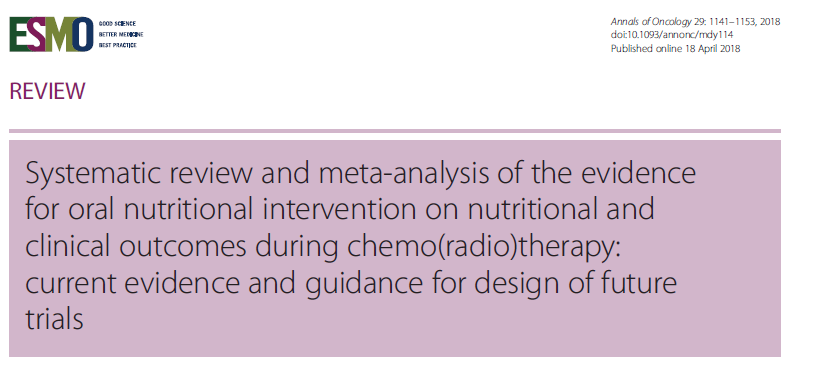 ESMO
GOOD SCIENCE
BETTER MEDICINE
BEST PRACTICE
Annals of Oncology 29: 1141–1153, 2018
doi:10.1093/annonc/mdy114
Published online 18 April 2018
REVIEW
Systematic review and meta-analysis of the evidence
for oral nutritional intervention on nutritional and
clinical outcomes during chemo(radio)therapy:
current evidence and guidance for design of future
trials